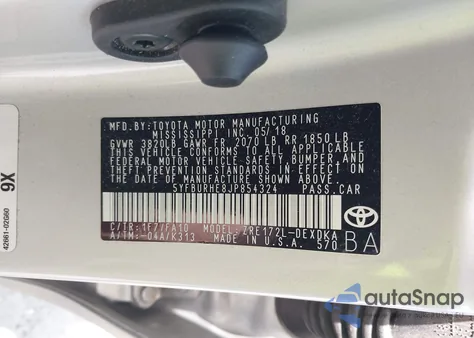 MFD.BY:TOYOTA MOTOR MANUFACTURING
MISSISSIPPI INC.05/18
GVWR 3820LB GAWR FR 2070 LB RR 1850 LB
THIS VEHICLE CONFORMS TO ALL APPLICABLE
FEDERAL MOTOR VEHICLE SAFETY, BUMPER, AND
THEFT PREVENTION STANDARDS IN EFFECT ON
THE DATE OF MANUFACTURE SHOWN ABOVE.
5YFBURHE8JP854324 PASS.CAR
C/TR:1F7/FA10 MODEL:ZRE172L-DEXDKA
A/TM:-04A/K313 MADE IN U.S.A. 570
BA
9X
42661-02G60
TOYOTA
autoSnap